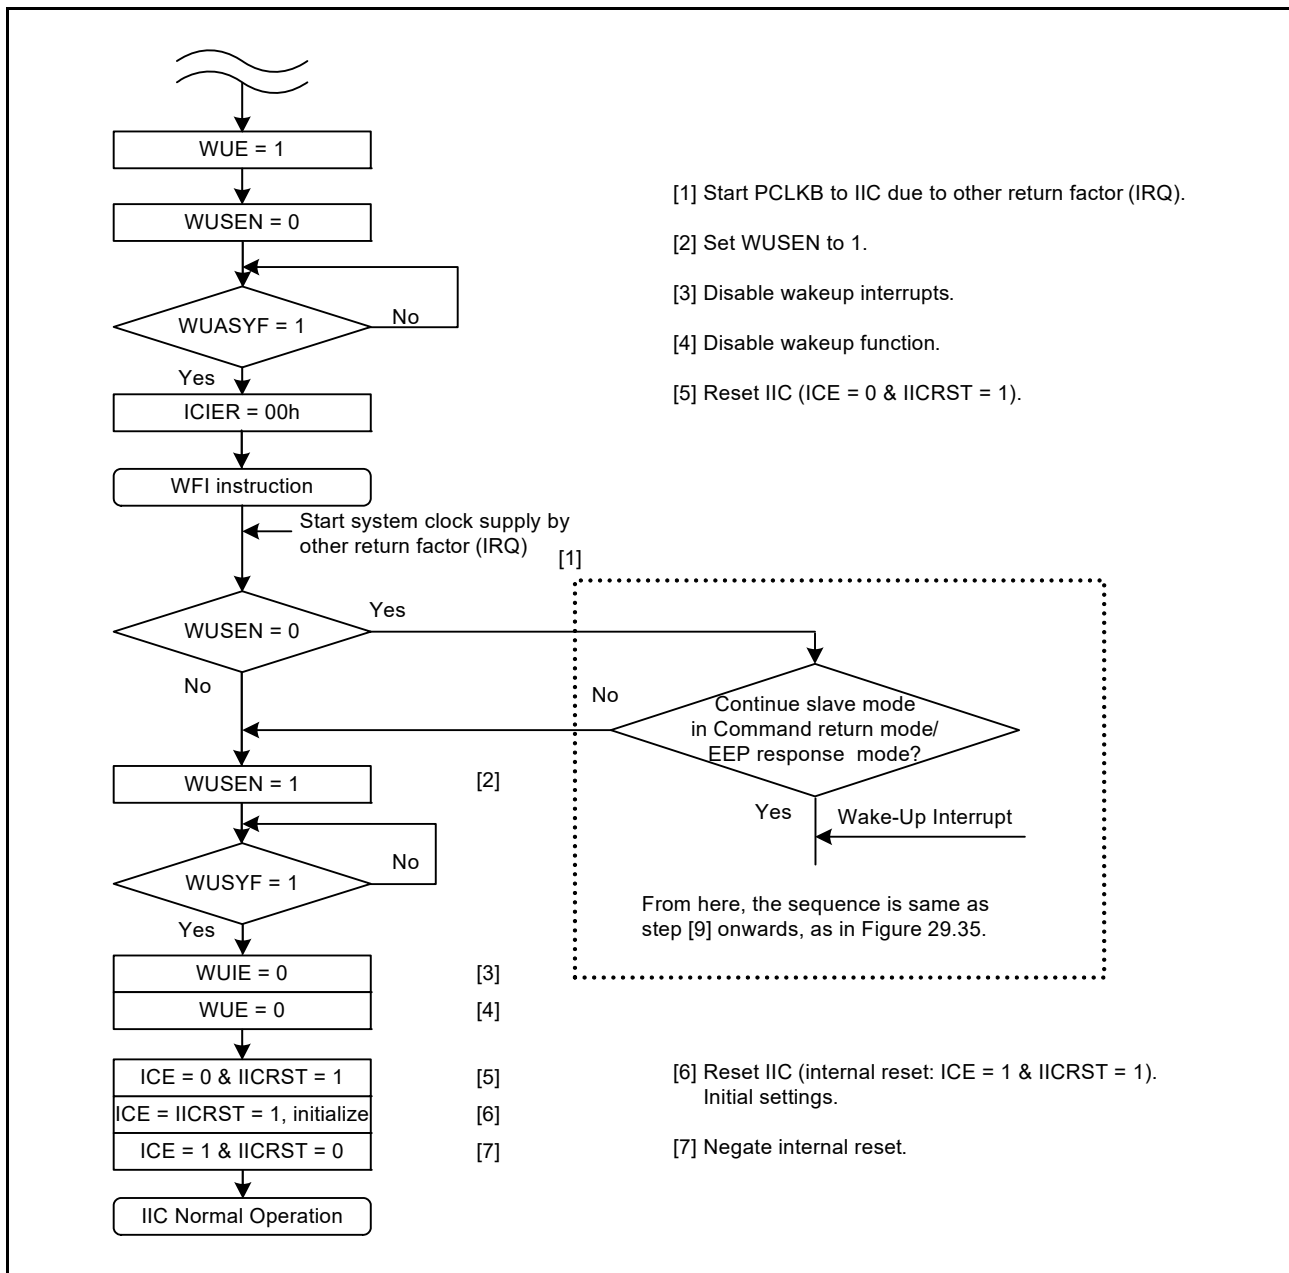 WUE = 1
[1] Start PCLKB to IIC due to other return factor (IRQ).
WUSEN = 0
[2] Set WUSEN to 1.
[3] Disable wakeup interrupts.
WUASYF = 1
No
[4] Disable wakeup function.
Yes
[5] Reset IIC (ICE = 0 & IICRST = 1).
ICIER = 00h
WFI instruction
Start system clock supply by
other return factor (IRQ)
[1]
Yes
WUSEN = 0
No
No
Continue slave mode
in Command return mode/
EEP response mode?
WUSEN = 1
[2]
Yes
Wake-Up Interrupt
No
WUSYF = 1
From here, the sequence is same as
step [9] onwards, as in Figure 29.35.
Yes
WUIE = 0
[3]
WUE = 0
[4]
ICE = 0 & IICRST = 1
[5]
[6] Reset IIC (internal reset: ICE = 1 & IICRST = 1).
Initial settings.
ICE = IICRST = 1, initialize
[6]
ICE = 1 & IICRST = 0
[7]
[7] Negate internal reset.
IIC Normal Operation